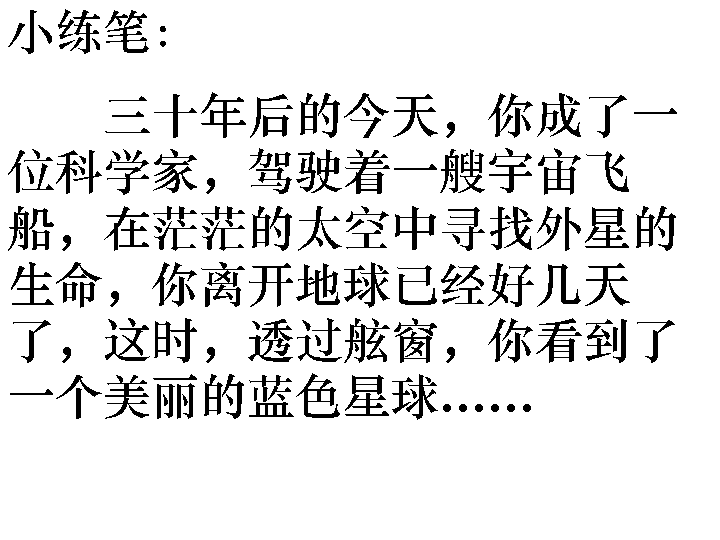 小练笔：
三十年后的今天，你成了一
位科学家，驾驶着一艘宇宙飞
船，在茫茫的太空中寻找外星的
生命，你离开地球已经好几天
了，这时，透过舷窗，你看到了
一个美丽的蓝色星球……